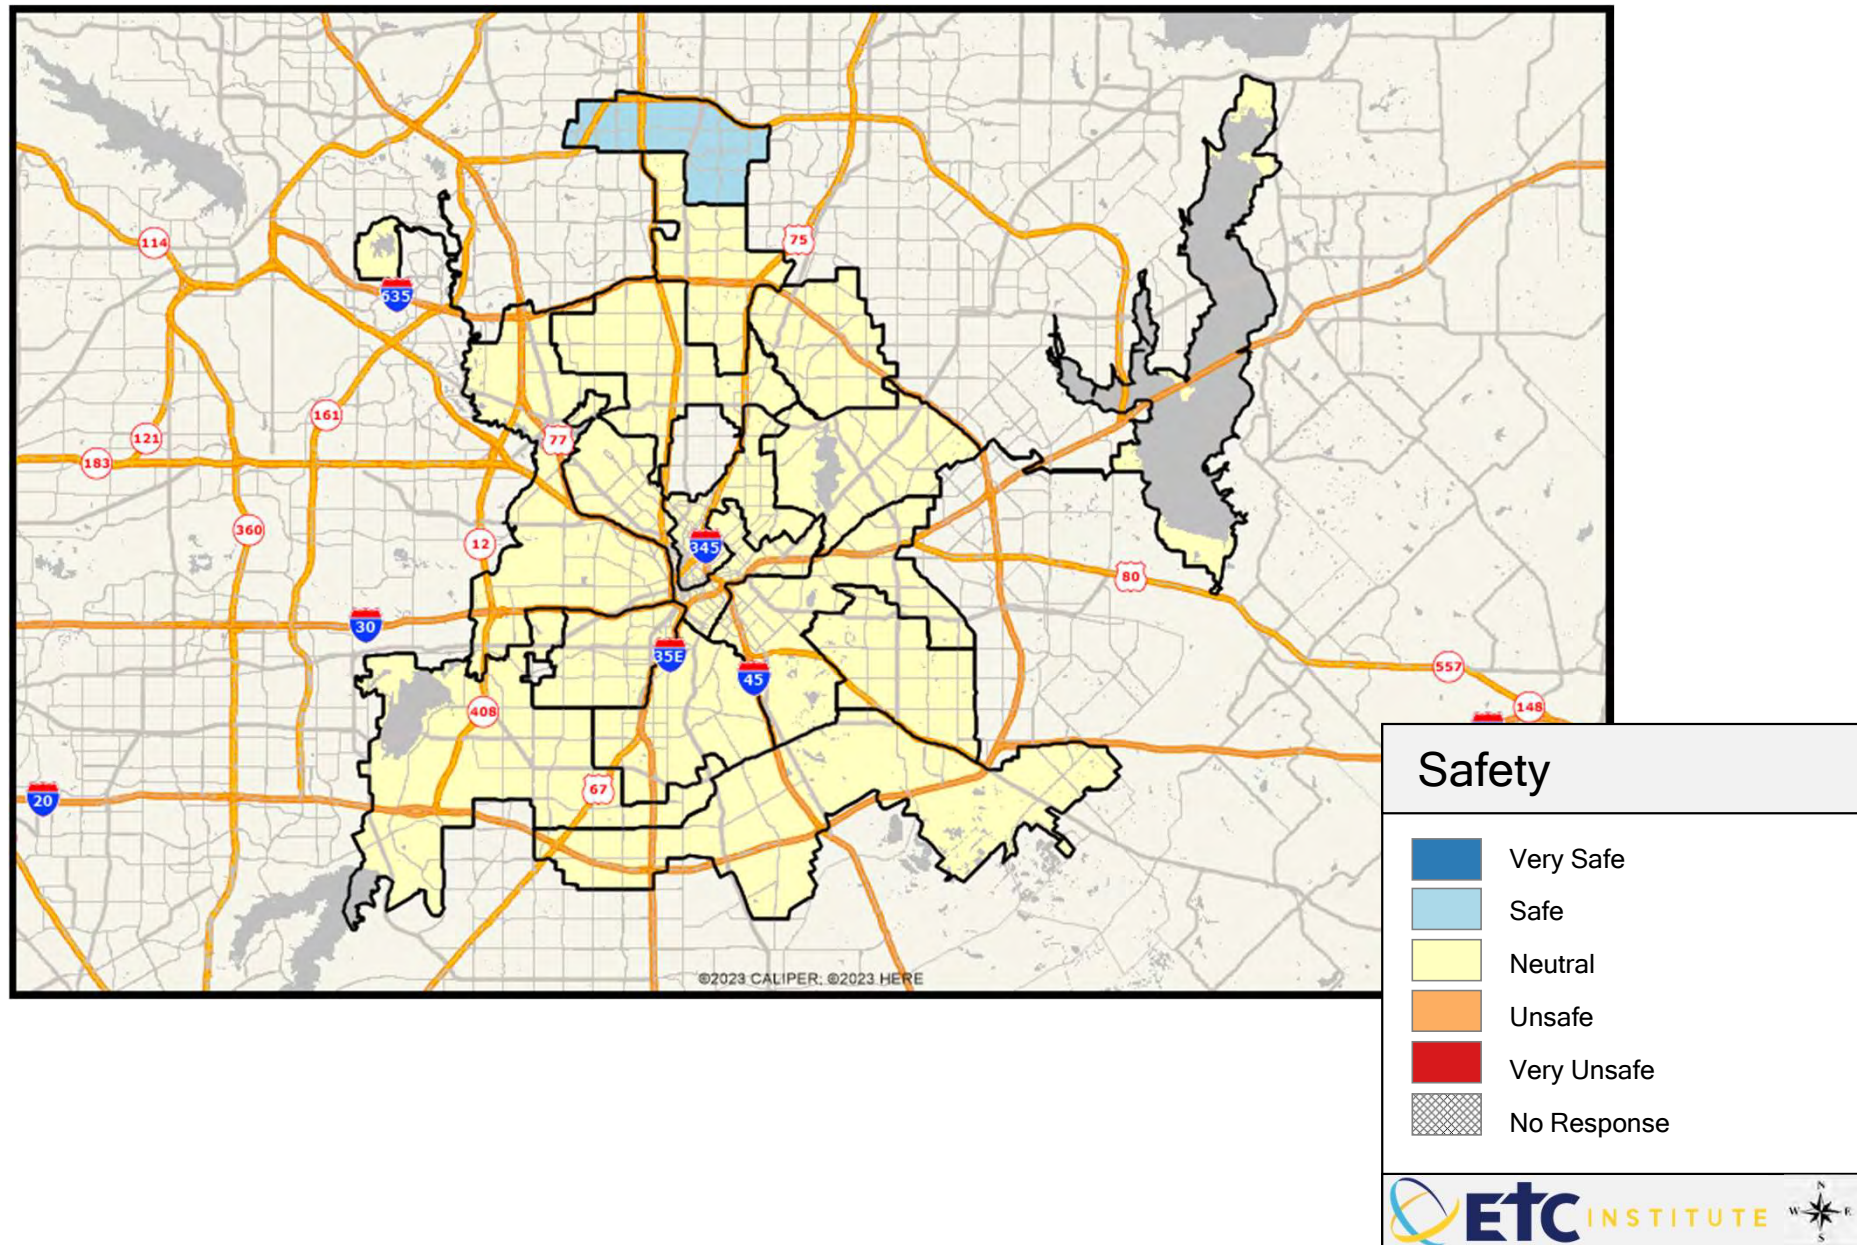 75
114
635
161
77
121
183
360
12
345
80
30
35E
45
557
408
148
67
20
©2023 CALIPER; ©2023 HERE
Safety
Very Safe
Safe
Neutral
Unsafe
Very Unsafe
No Response
ETC INSTITUTE
N
W E
S